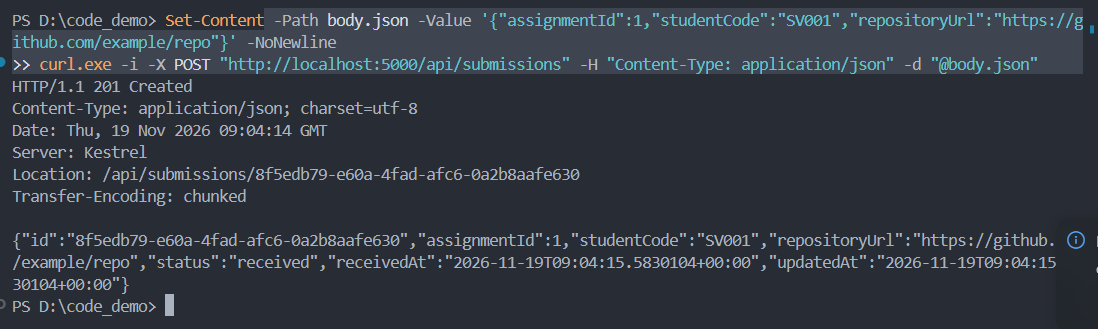 PS D:\code_demo> Set-Content -Path body.json -Value '{"assignmentId":1,"studentCode":"SV001","repositoryUrl":"https://g
ithub.com/example/repo"}' -NoNewline
>> curl.exe -i -X POST "http://localhost:5000/api/submissions" -H "Content-Type: application/json" -d "@body.json"
HTTP/1.1 201 Created
Content-Type: application/json; charset=utf-8
Date: Thu, 19 Nov 2026 09:04:14 GMT
Server: Kestrel
Location: /api/submissions/8f5edb79-e60a-4fad-afc6-0a2b8aafe630
Transfer-Encoding: chunked
{"id":"8f5edb79-e60a-4fad-afc6-0a2b8aafe630","assignmentId":1,"studentCode":"SV001","repositoryUrl":"https://github.
/example/repo","status":"received","receivedAt":"2026-11-19T09:04:15.5830104+00:00","updatedAt":"2026-11-19T09:04:15
30104+00:00"}
PS D:\code_demo>